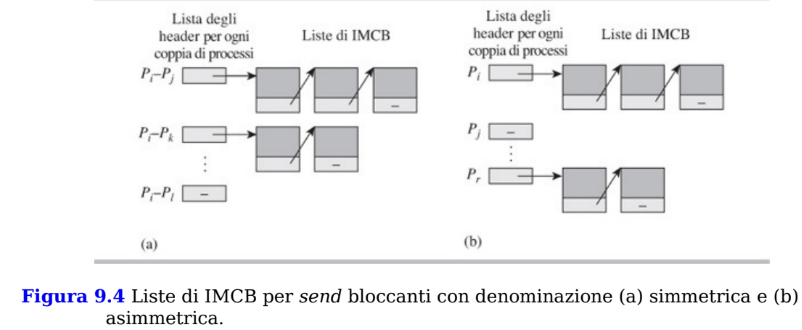 Lista degli
header per ogni
coppia di processi
Liste di IMCB
Pi–Pj
–
Pi–Pk
–
Pi–Pl –
(a)
Lista degli
header per ogni
coppia di processi
Liste di IMCB
Pi
–
Pj –
Pr
–
(b)
Figura 9.4 Liste di IMCB per send bloccanti con denominazione (a) simmetrica e (b)
asimmetrica.